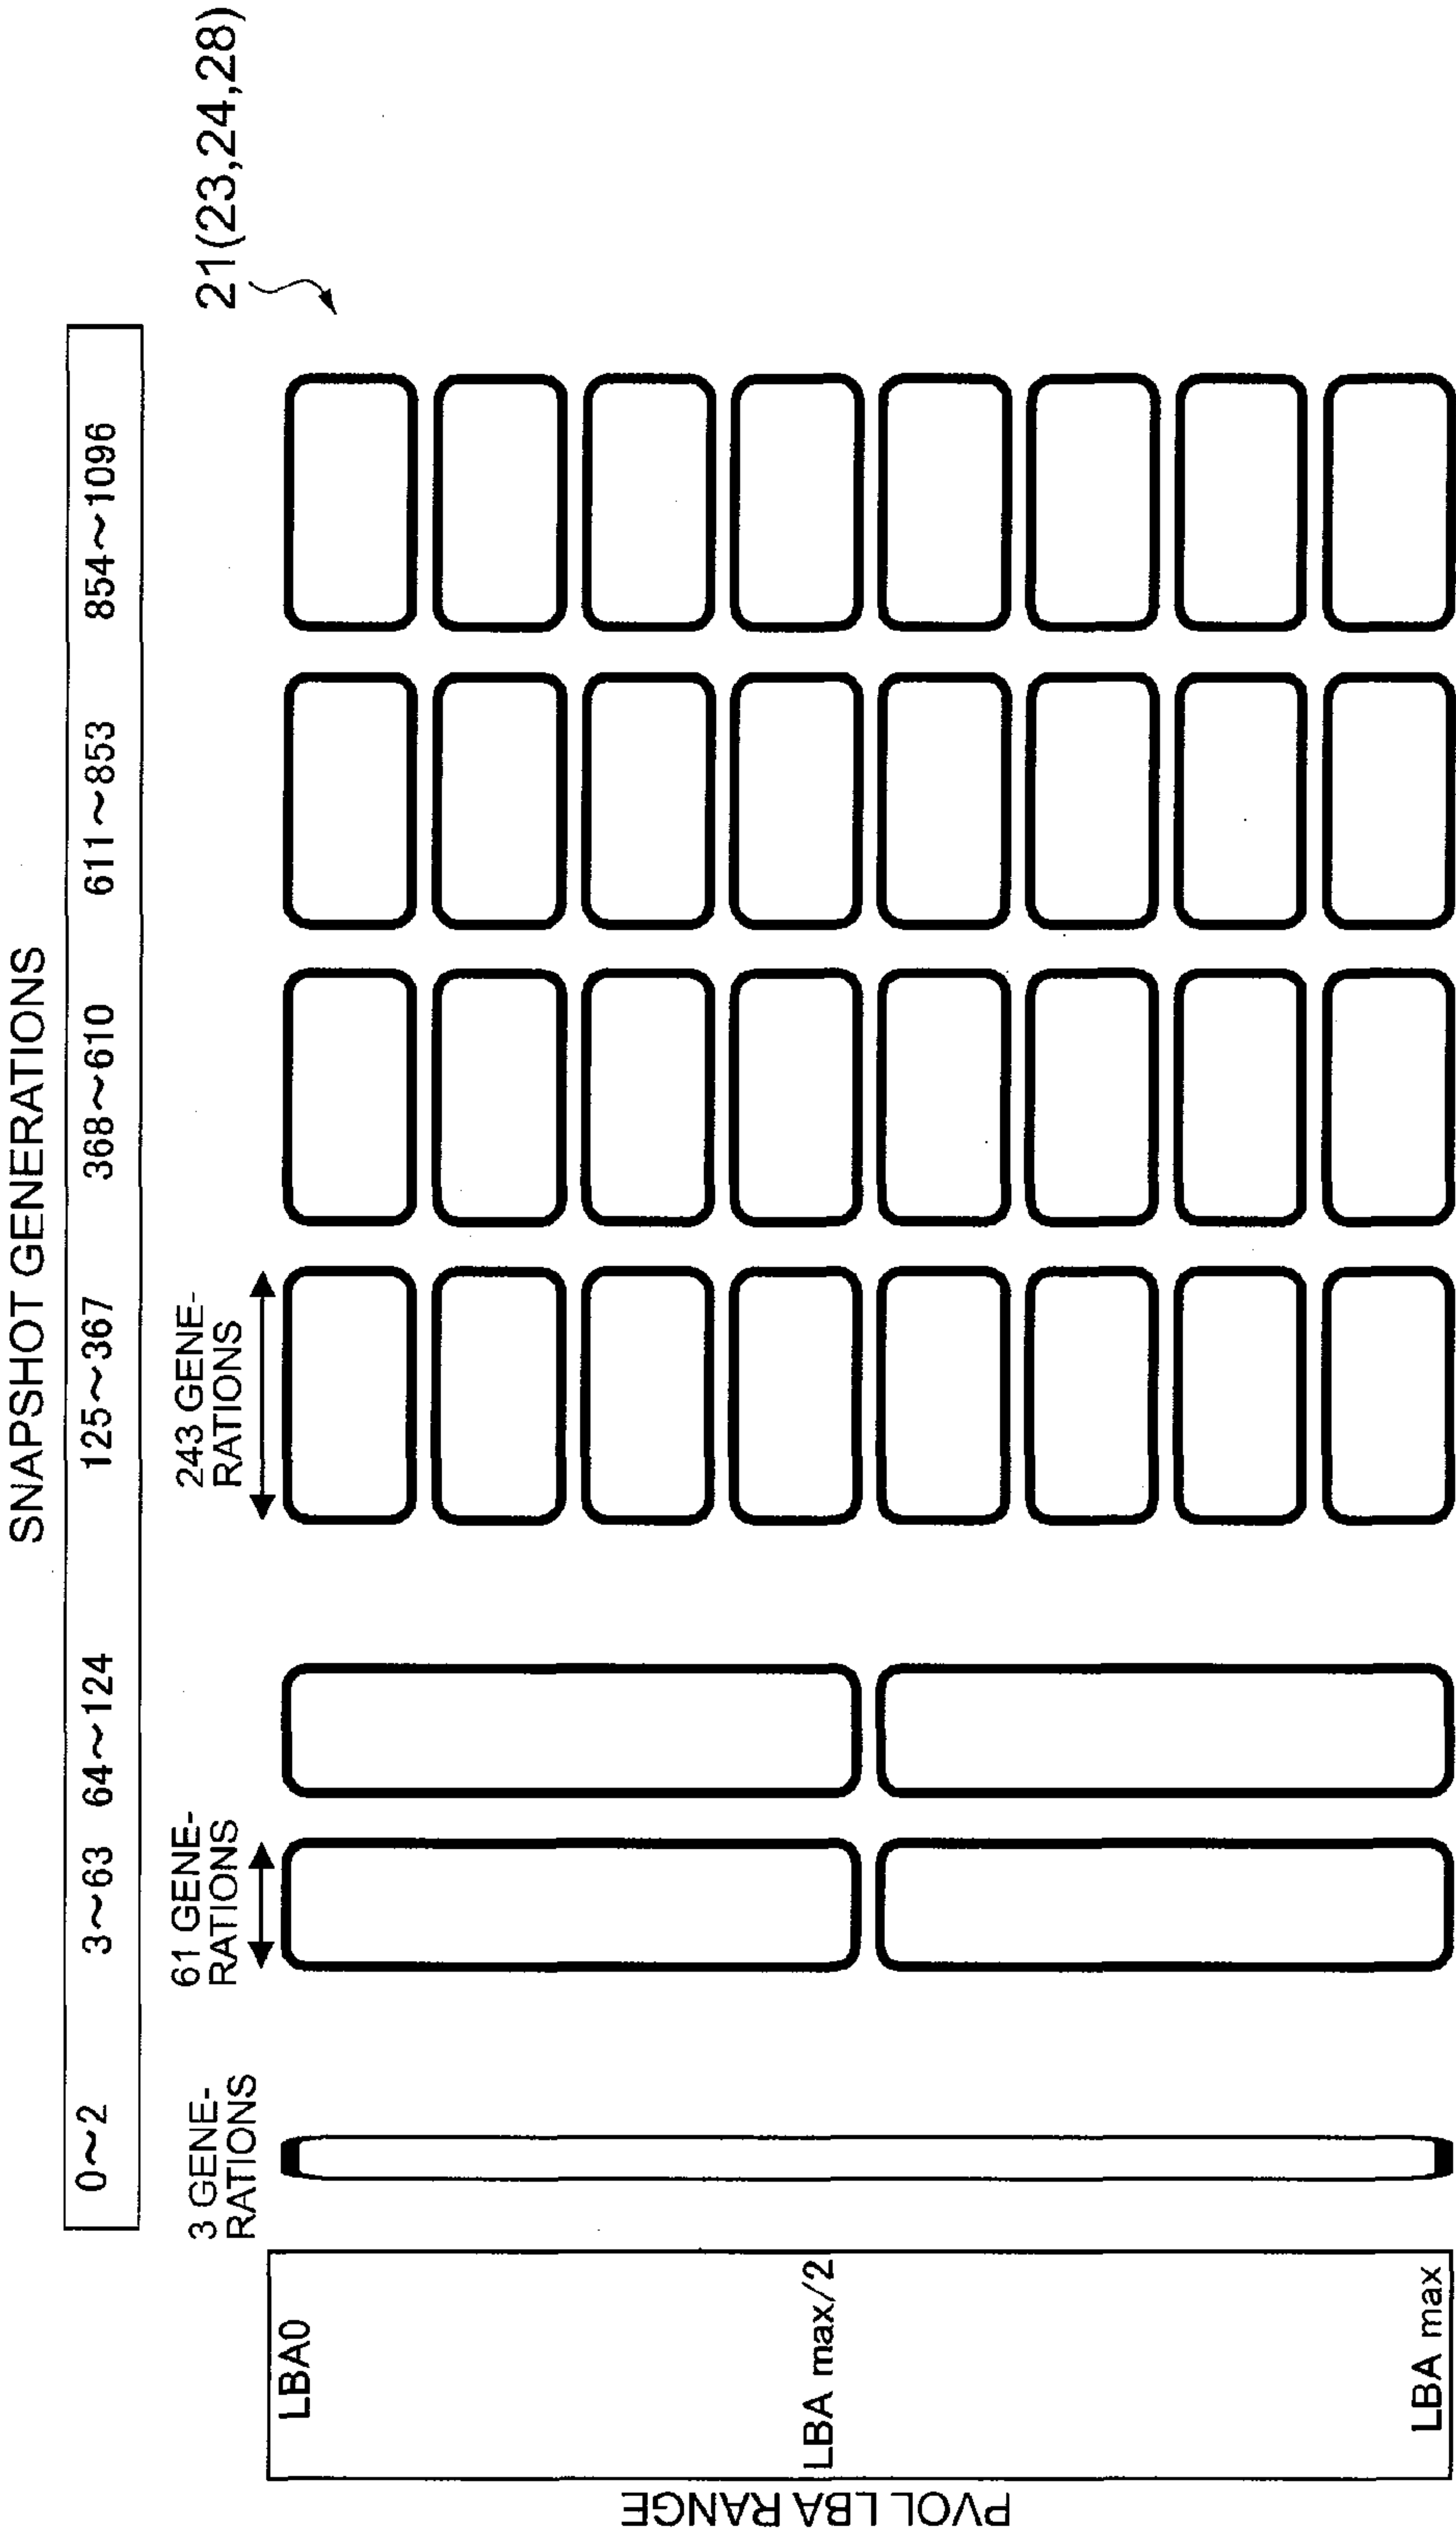 SNAPSHOT GENERATIONS
0~2 3~63 64~124 125~367 368~610 611~853 854~1096
21(23,24,28)
3 GENE-
RATIONS
61 GENE-
RATIONS
243 GENE-
RATIONS
PVOL LBA RANGE
LBA0
LBA max/2
LBA max